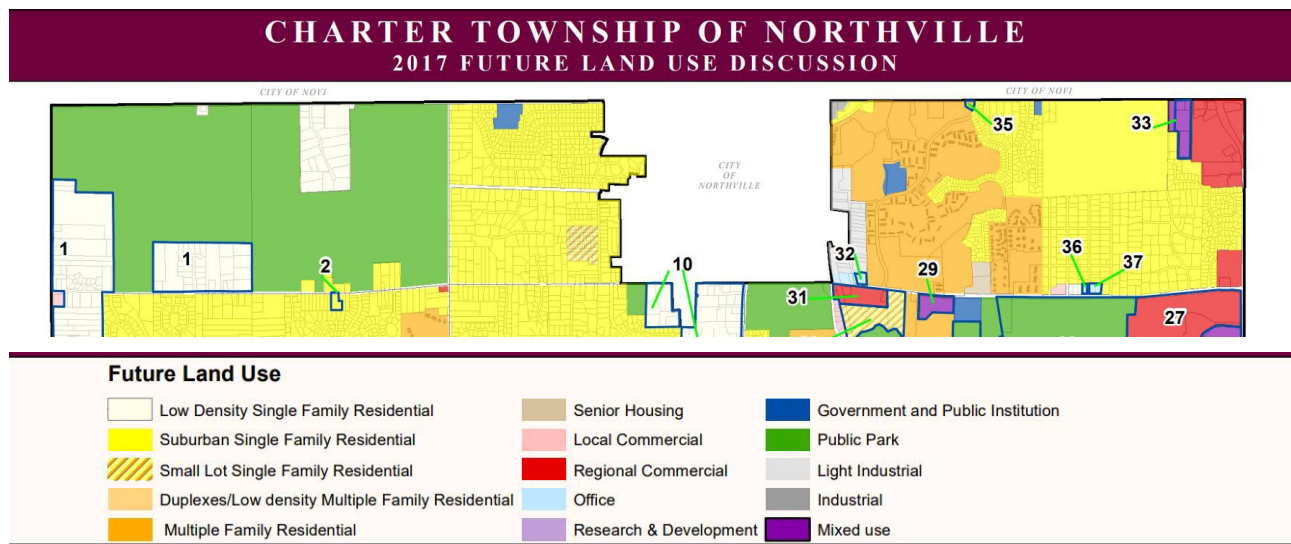 CHARTER TOWNSHIP OF NORTHVILLE
2017 FUTURE LAND USE DISCUSSION
CITY OF NOVI
CITY OF NOVI
35
33
CITY
OF
NORTHVILLE
1
1
2
10
32
29
36
37
31
27
Future Land Use
Low Density Single Family Residential
Suburban Single Family Residential
Small Lot Single Family Residential
Duplexes/Low density Multiple Family Residential
Multiple Family Residential
Senior Housing
Local Commercial
Regional Commercial
Office
Research & Development
Government and Public Institution
Public Park
Light Industrial
Industrial
Mixed use